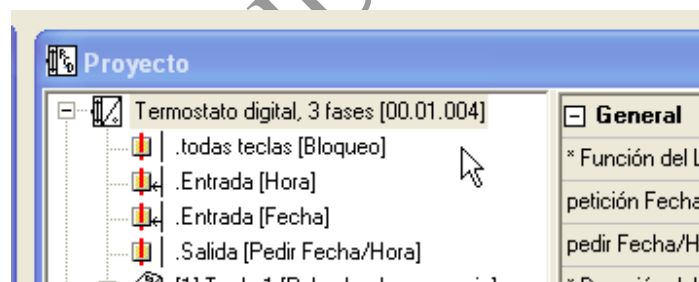 Proyecto
Termostato digital, 3 fases [00.01.004]
.todas teclas [Bloqueo]
.Entrada [Hora]
.Entrada [Fecha]
.Salida [Pedir Fecha/Hora]
General
* Función del
petición Fecha
pedir Fecha/H